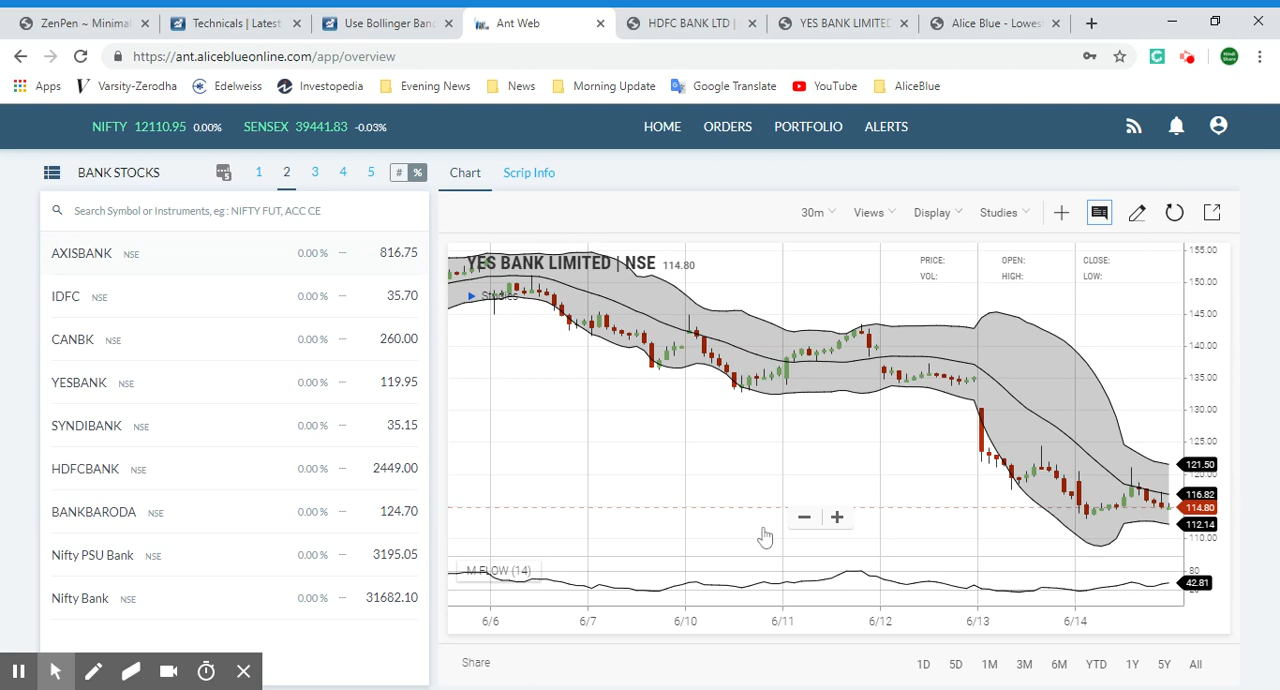 ZenPen ~ Minimal
Technicals | Latest
Use Bollinger Ban
Ant Web
HDFC BANK LTD |
YES BANK LIMITED
Alice Blue - Lowes
https://ant.aliceblueonline.com/app/overview
Apps
Varsity-Zerodha
Edelweiss
Investopedia
Evening News
News
Morning Update
Google Translate
YouTube
AliceBlue
NIFTY 12110.95 0.00% SENSEX 39441.83 -0.03%
HOME ORDERS PORTFOLIO ALERTS
BANK STOCKS 1 2 3 4 5 # %
Chart Scrip Info
Search Symbol or Instruments, eg : NIFTY FUT, ACC CE
AXISBANK NSE 0.00% 816.75
IDFC NSE 0.00% 35.70
CANBK NSE 0.00% 260.00
YESBANK NSE 0.00% 119.95
SYNDIBANK NSE 0.00% 35.15
HDFCBANK NSE 0.00% 2449.00
BANKBARODA NSE 0.00% 124.70
Nifty PSU Bank NSE 0.00% 3195.05
Nifty Bank NSE 0.00% 31682.10
30m Views Display Studies
YES BANK LIMITED | NSE 114.80
PRICE: OPEN: CLOSE:
VOL: HIGH: LOW:
Studies
155.00
150.00
145.00
140.00
135.00
130.00
125.00
121.50
116.82
114.80
112.14
110.00
M FLOW (14)
80
42.81
6/6 6/7 6/10 6/11 6/12 6/13 6/14
Share
1D 5D 1M 3M 6M YTD 1Y 5Y All